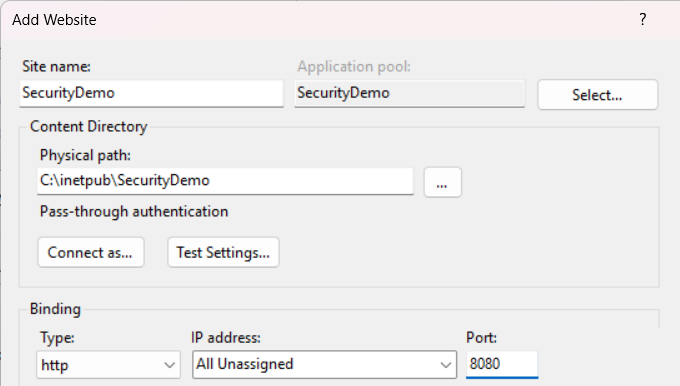 Add Website ?
Site name: Application pool:
SecurityDemo SecurityDemo Select...
Content Directory
Physical path:
C:\inetpub\SecurityDemo ...
Pass-through authentication
Connect as... Test Settings...
Binding
Type: IP address: Port:
http All Unassigned 8080